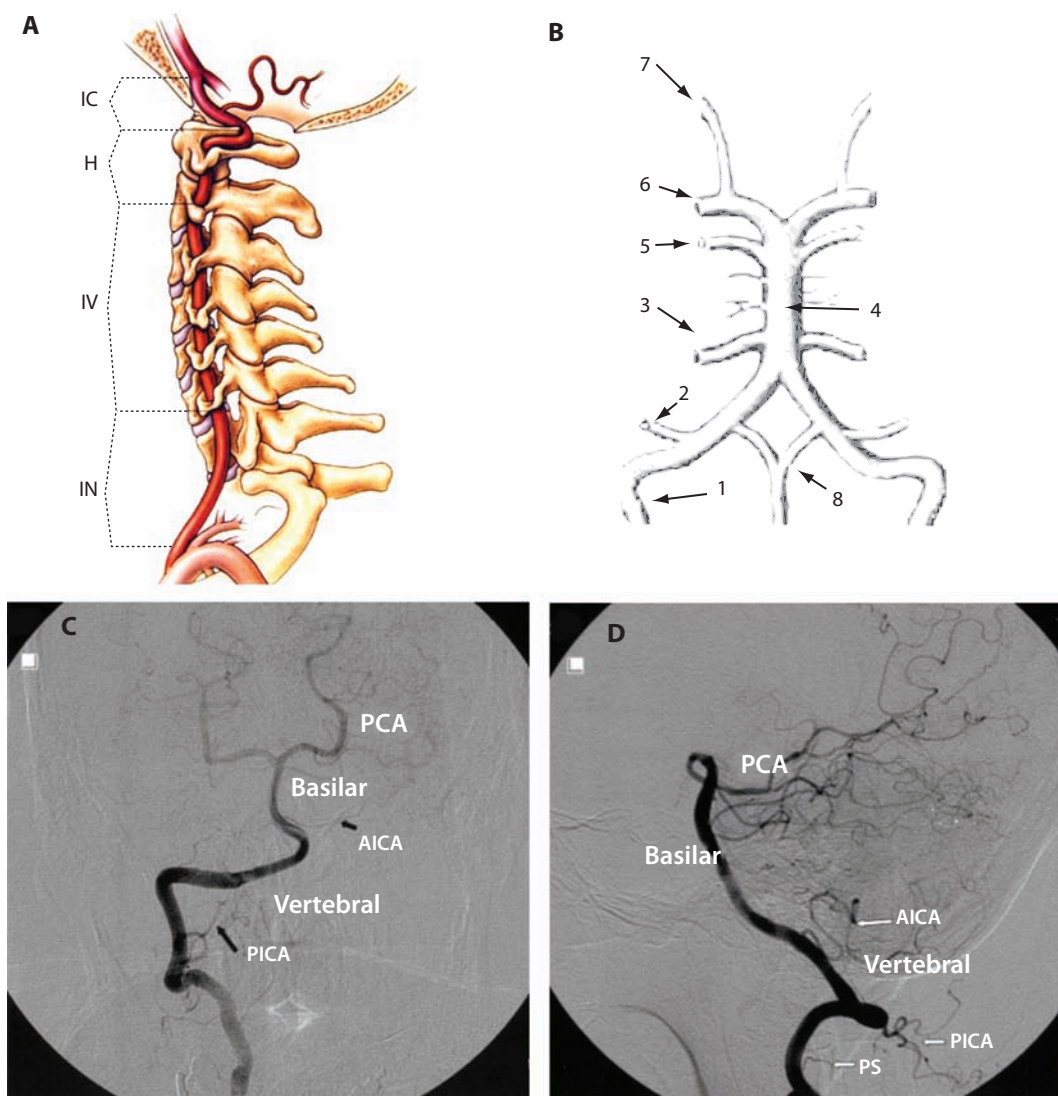 A
IC
H
IV
IN
B
7
6
5
3
4
2
1
8
C
PCA
Basilar
AICA
Vertebral
PICA
D
PCA
Basilar
AICA
Vertebral
PICA
PS